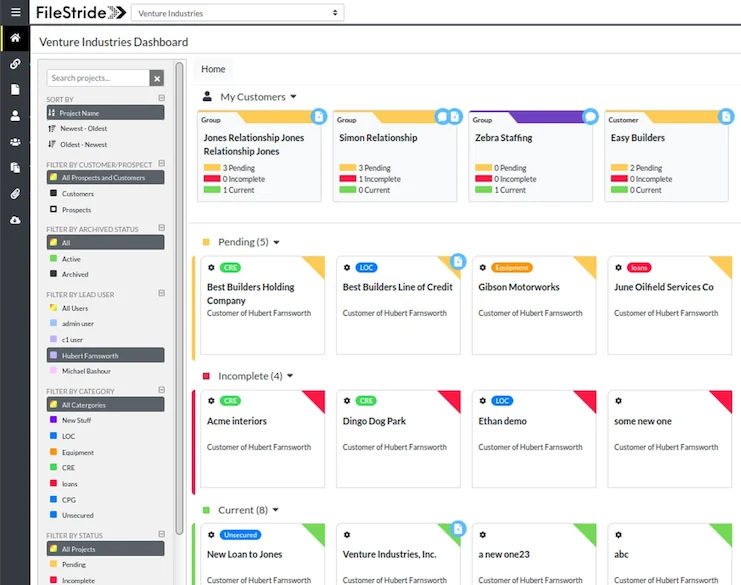 FileStride
Venture Industries
Venture Industries Dashboard
Search projects...
SORT BY
Project Name
Newest - Oldest
Oldest - Newest
FILTER BY CUSTOMER/PROSPECT
All Prospects and Customers
Customers
Prospects
FILTER BY ARCHIVED STATUS
All
Active
Archived
FILTER BY LEAD USER
All Users
admin user
c1 user
Hubert Farnsworth
Michael Bashour
FILTER BY CATEGORY
All Catergories
New Stuff
LOC
Equipment
CRE
loans
CPG
Unsecured
FILTER BY STATUS
All Projects
Pending
Incomplete
Home
My Customers
Group
Jones Relationship Jones
Relationship Jones
3 Pending
0 Incomplete
1 Current
Group
Simon Relationship
3 Pending
1 Incomplete
0 Current
Group
Zebra Staffing
0 Pending
0 Incomplete
1 Current
Customer
Easy Builders
2 Pending
0 Incomplete
0 Current
Pending (5)
CRE
Best Builders Holding
Company
Customer of Hubert Farnsworth
LOC
Best Builders Line of Credit
Customer of Hubert Farnsworth
Equipment
Gibson Motorworks
Customer of Hubert Farnsworth
loans
June Oilfield Services Co
Customer of Hubert Farnsworth
Incomplete (4)
CRE
Acme interiors
Customer of Hubert Farnsworth
CRE
Dingo Dog Park
Customer of Hubert Farnsworth
LOC
Ethan demo
Customer of Hubert Farnsworth
some new one
Customer of Hubert Farnsworth
Current (8)
Unsecured
New Loan to Jones
Customer of Hubert Farnsworth
Venture Industries, Inc.
Customer of Hubert Farnsworth
a new one23
Customer of Hubert Farnsworth
abc
Customer of Hubert Farnsworth